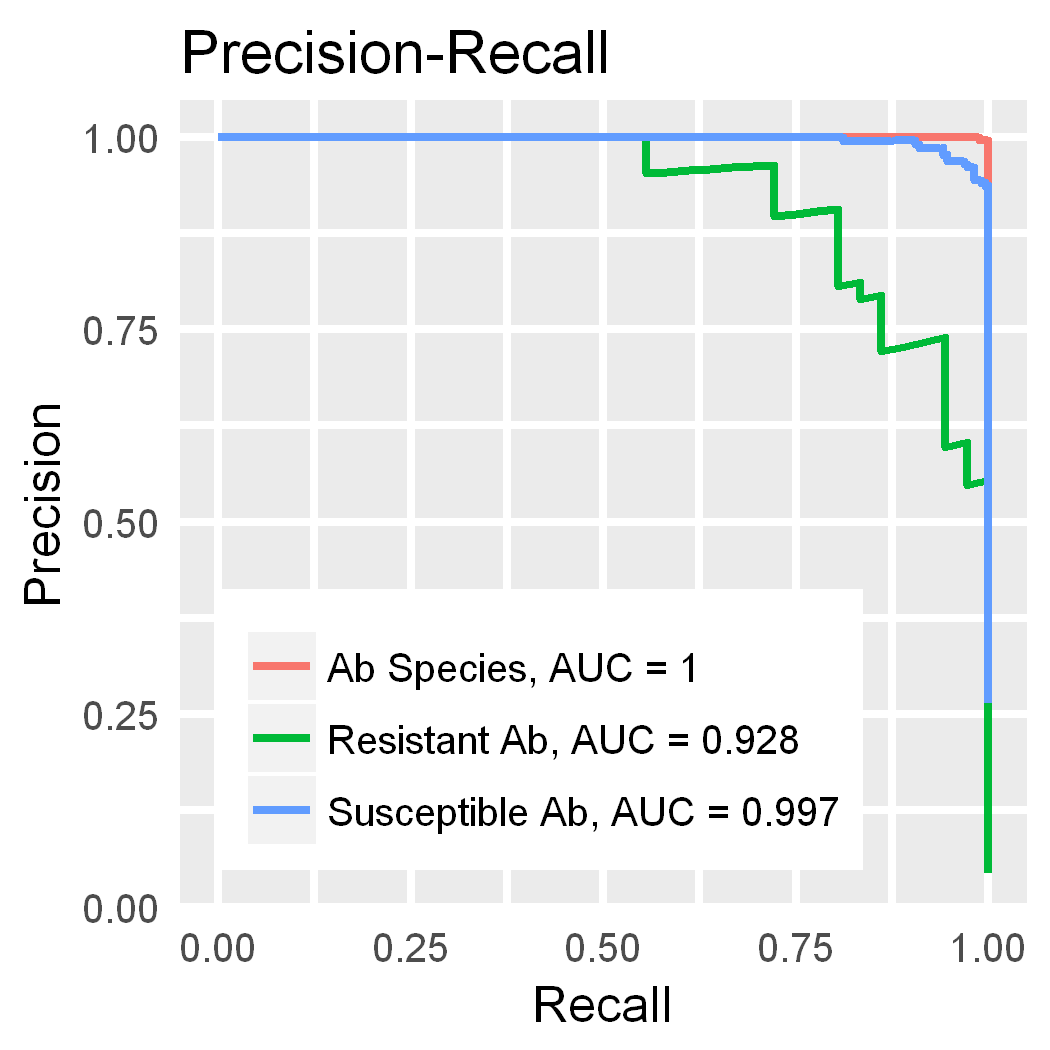 Precision-Recall
1.00
0.75
0.50
0.25
0.00
Precision
Ab Species, AUC = 1
Resistant Ab, AUC = 0.928
Susceptible Ab, AUC = 0.997
0.00 0.25 0.50 0.75 1.00
Recall